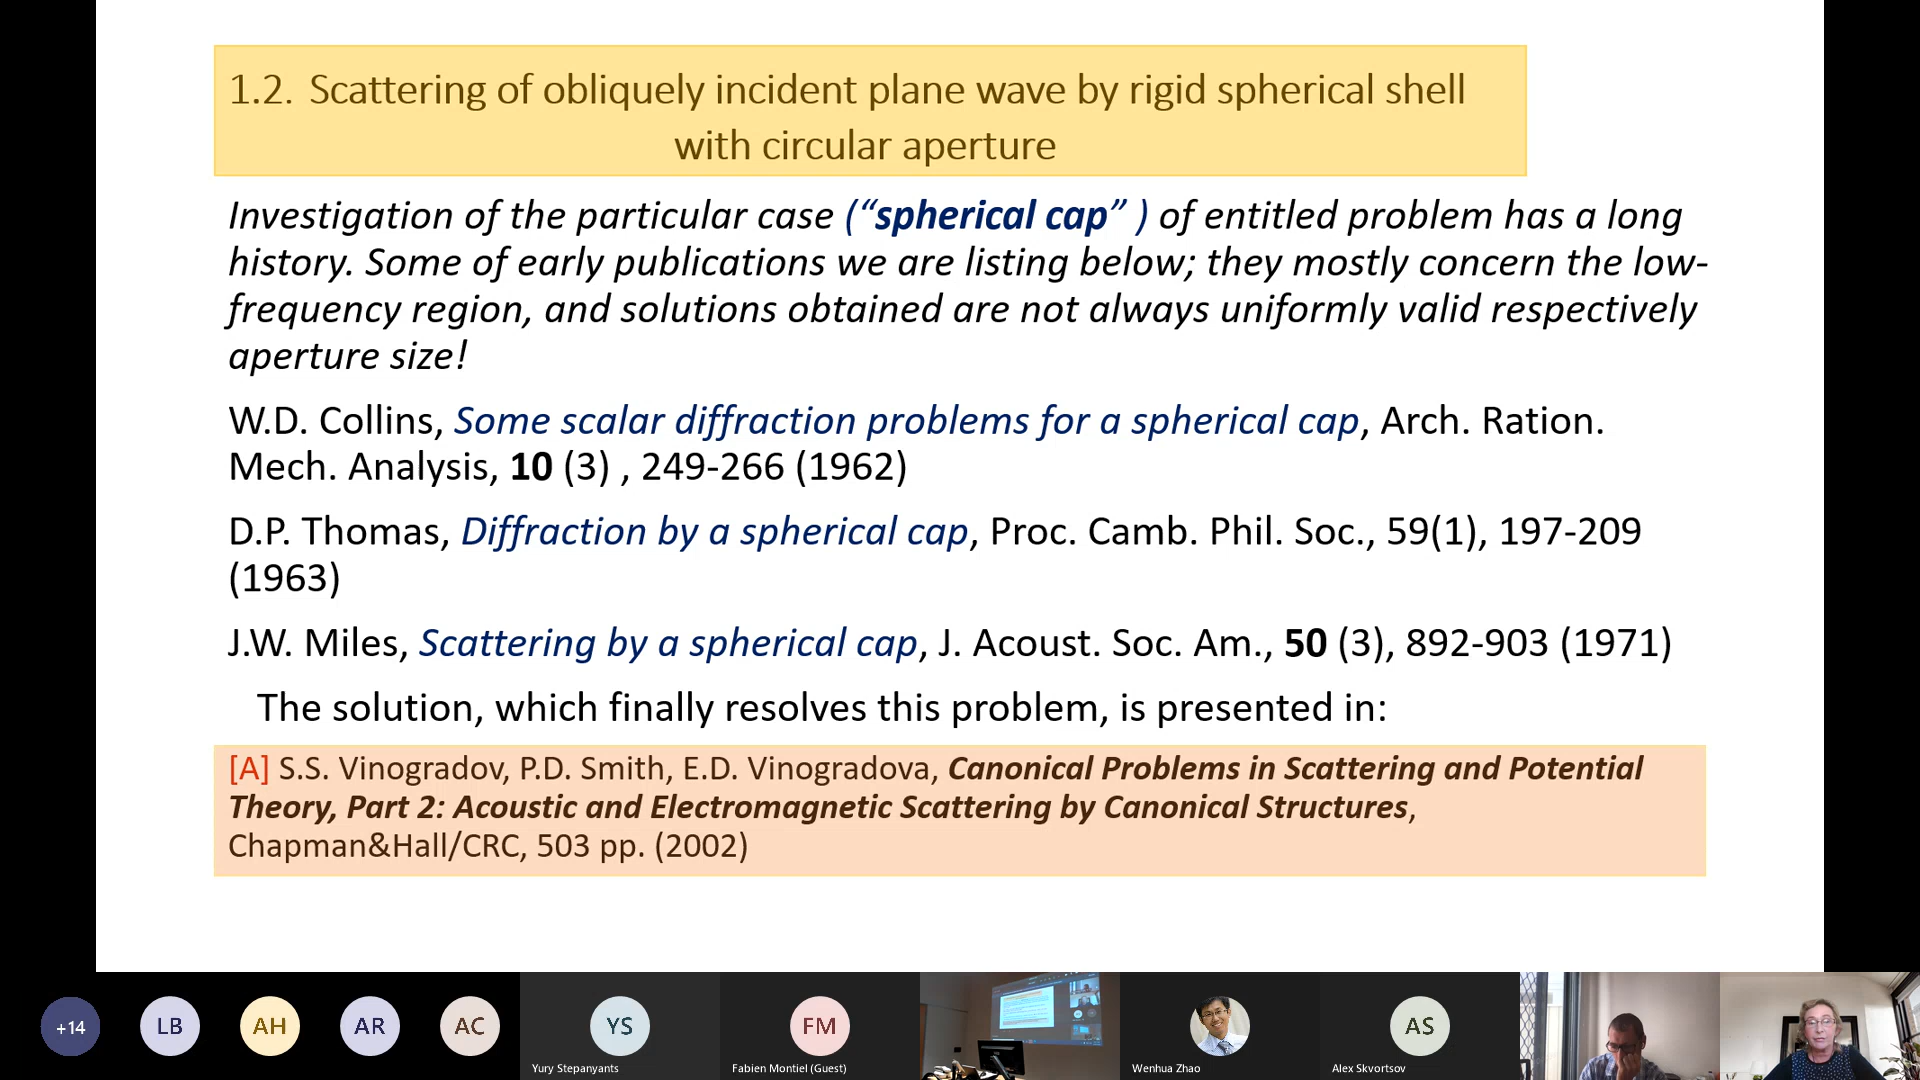 1.2. Scattering of obliquely incident plane wave by rigid spherical shell
with circular aperture
Investigation of the particular case (“spherical cap” ) of entitled problem has a long
history. Some of early publications we are listing below; they mostly concern the low-
frequency region, and solutions obtained are not always uniformly valid respectively
aperture size!
W.D. Collins, Some scalar diffraction problems for a spherical cap, Arch. Ration.
Mech. Analysis, 10 (3) , 249-266 (1962)
D.P. Thomas, Diffraction by a spherical cap, Proc. Camb. Phil. Soc., 59(1), 197-209
(1963)
J.W. Miles, Scattering by a spherical cap, J. Acoust. Soc. Am., 50 (3), 892-903 (1971)
The solution, which finally resolves this problem, is presented in:
[A] S.S. Vinogradov, P.D. Smith, E.D. Vinogradova, Canonical Problems in Scattering and Potential
Theory, Part 2: Acoustic and Electromagnetic Scattering by Canonical Structures,
Chapman&Hall/CRC, 503 pp. (2002)
+14
LB
AH
AR
AC
YS
FM
AS
Yury Stepanyants
Fabien Montiel (Guest)
Wenhua Zhao
Alex Skvortsov